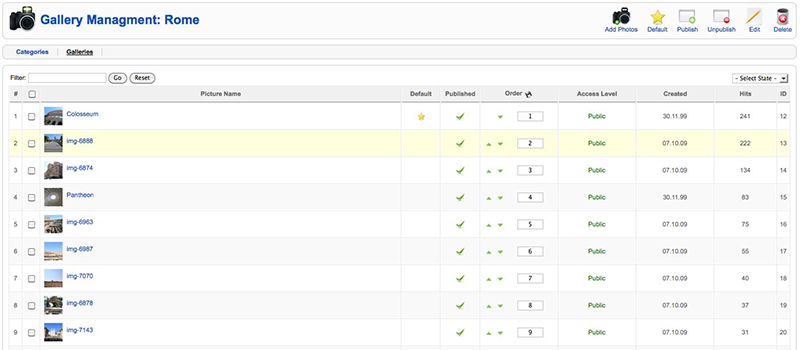 Gallery Managment: Rome
Add Photos Default Publish Unpublish Edit Delete
Categories Galleries
Filter: Go Reset - Select State -
# Picture Name Default Published Order Access Level Created Hits ID
1 Colosseum 1 Public 30.11.99 241 12
2 img-6888 2 Public 07.10.09 222 13
3 img-6874 3 Public 07.10.09 134 14
4 Pantheon 4 Public 30.11.99 83 15
5 img-6963 5 Public 07.10.09 75 16
6 img-6987 6 Public 07.10.09 55 17
7 img-7070 7 Public 07.10.09 40 18
8 img-6878 8 Public 07.10.09 37 19
9 img-7143 9 Public 07.10.09 31 20